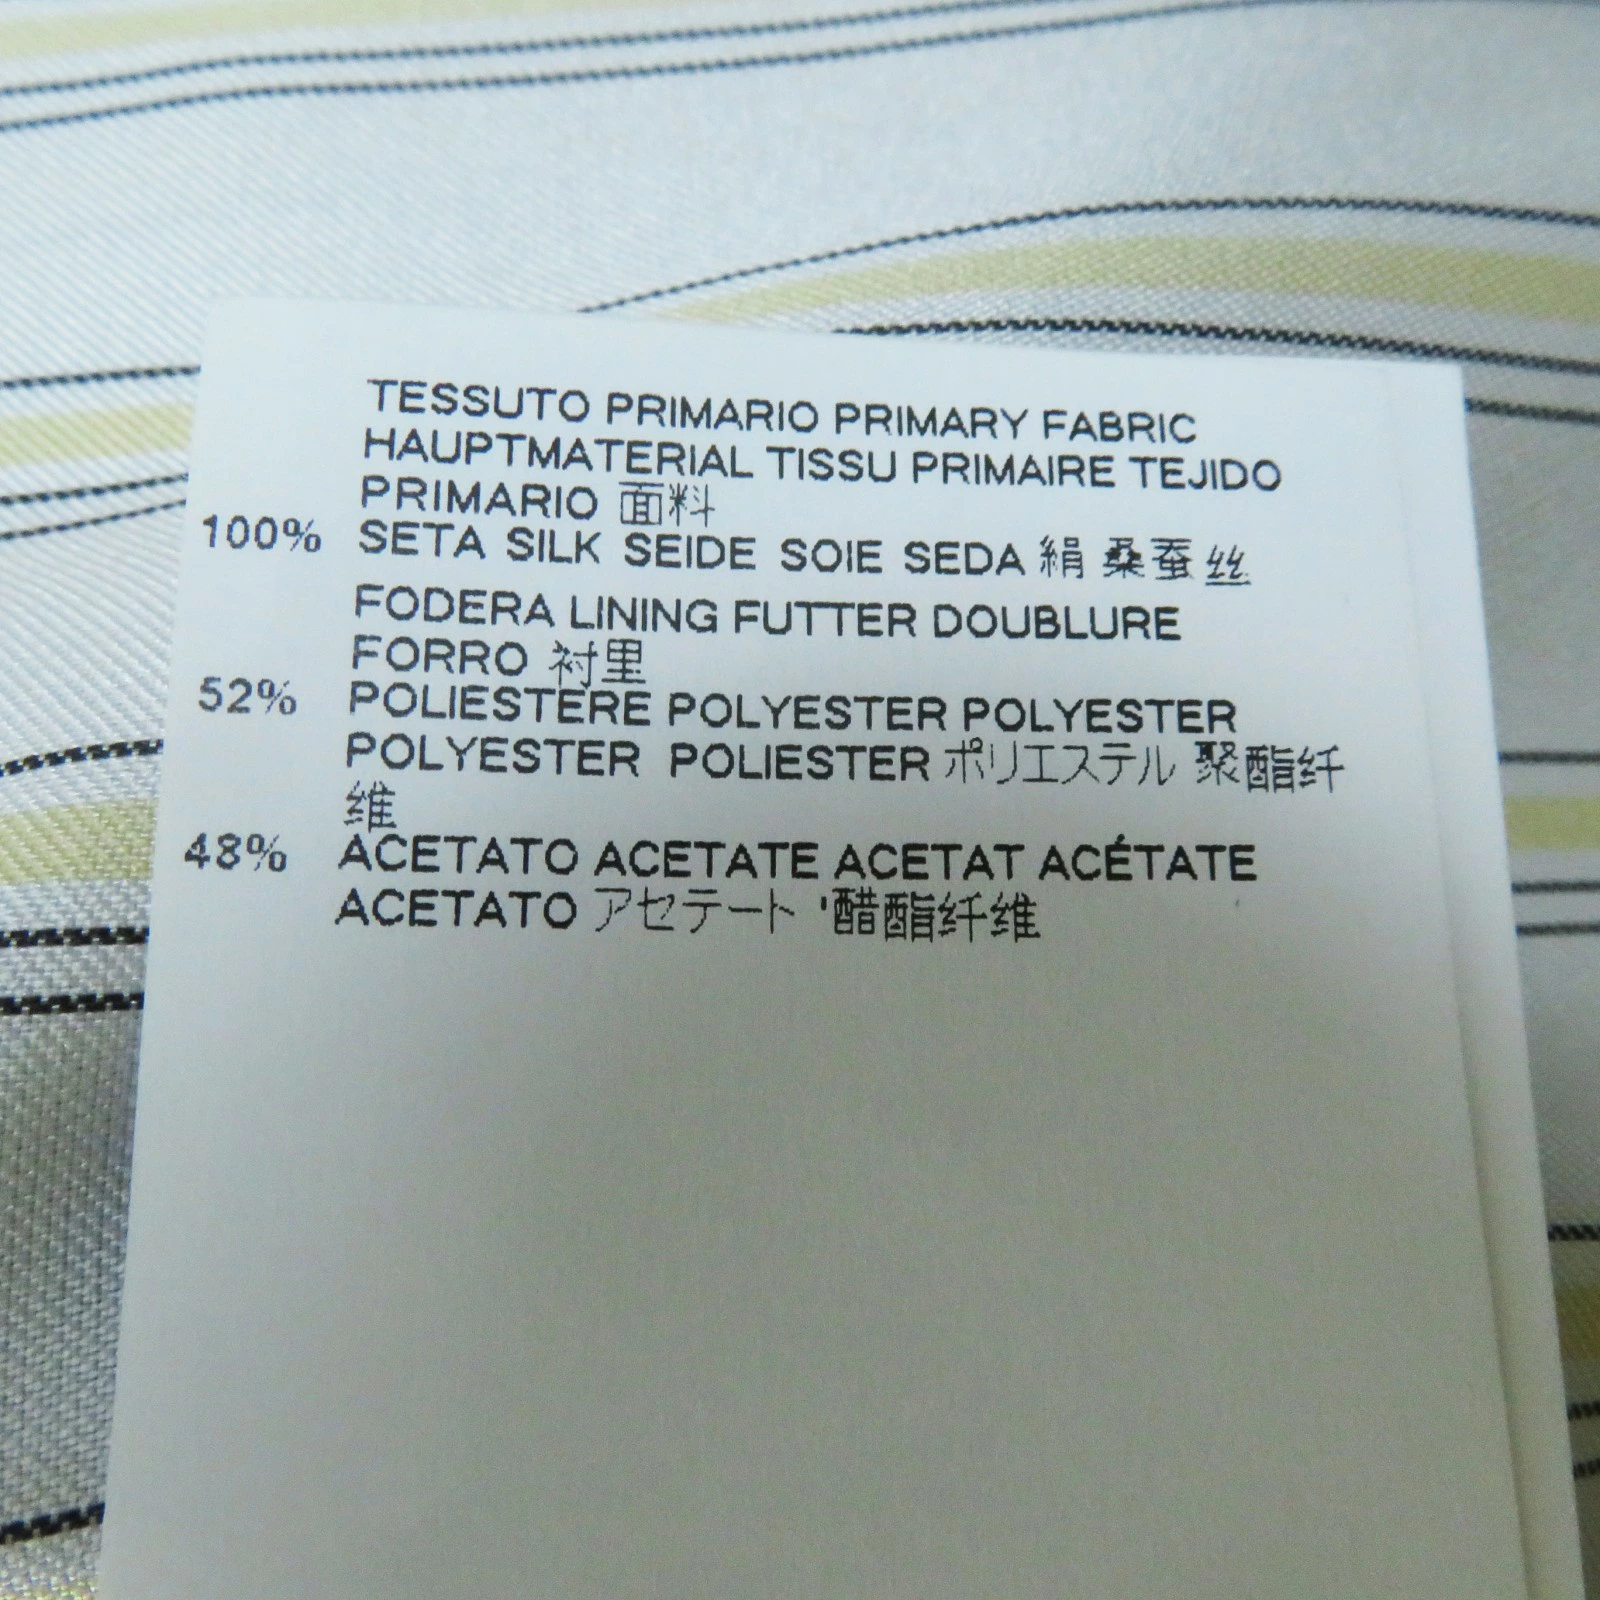 TESSUTO PRIMARIO PRIMARY FABRIC
HAUPTMATERIAL TISSU PRIMAIRE TEJIDO
PRIMARIO 面料
100% SETA SILK SEIDE SOIE SEDA 絹 桑蚕丝
FODERA LINING FUTTER DOUBLURE
FORRO 衬里
52% POLIESTERE POLYESTER POLYESTER
POLYESTER POLIESTER ポリエステル 聚酯纤
维
48% ACETATO ACETATE ACETAT ACÉTATE
ACETATO アセテート '醋酯纤维